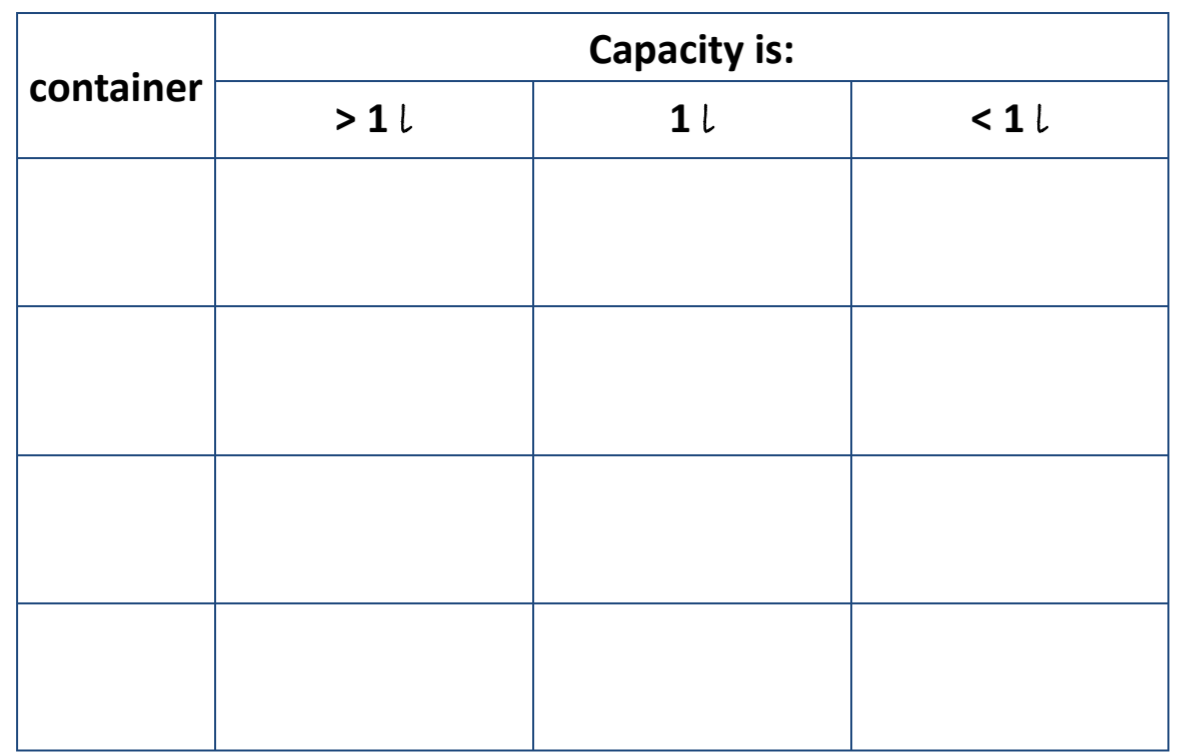 Capacity is:
container
> 1 l
1 l
< 1 l